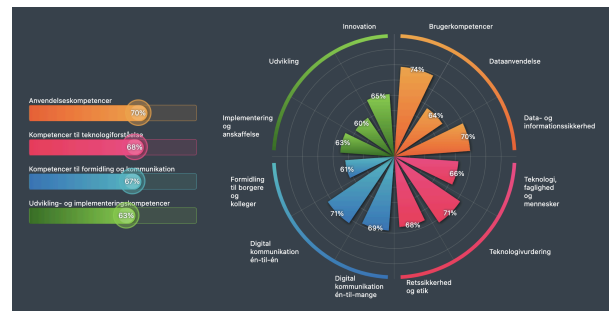 Anvendelseskompetencer
70%
Kompetencer til teknologiforståelse
68%
Kompetencer til formidling og kommunikation
67%
Udvikling- og implementeringskompetencer
63%
Innovation
Brugerkompetencer
Udvikling
Dataanvendelse
Implementering
og
anskaffelse
Data- og
informationssikkerhed
Formidling
til borgere
og
kolleger
Teknologi,
faglighed
og
mennesker
Digital
kommunikation
én-til-én
Teknologivurdering
Digital
kommunikation
én-til-mange
Retssikkerhed
og etik
74%
64%
70%
66%
71%
68%
69%
71%
61%
63%
60%
65%